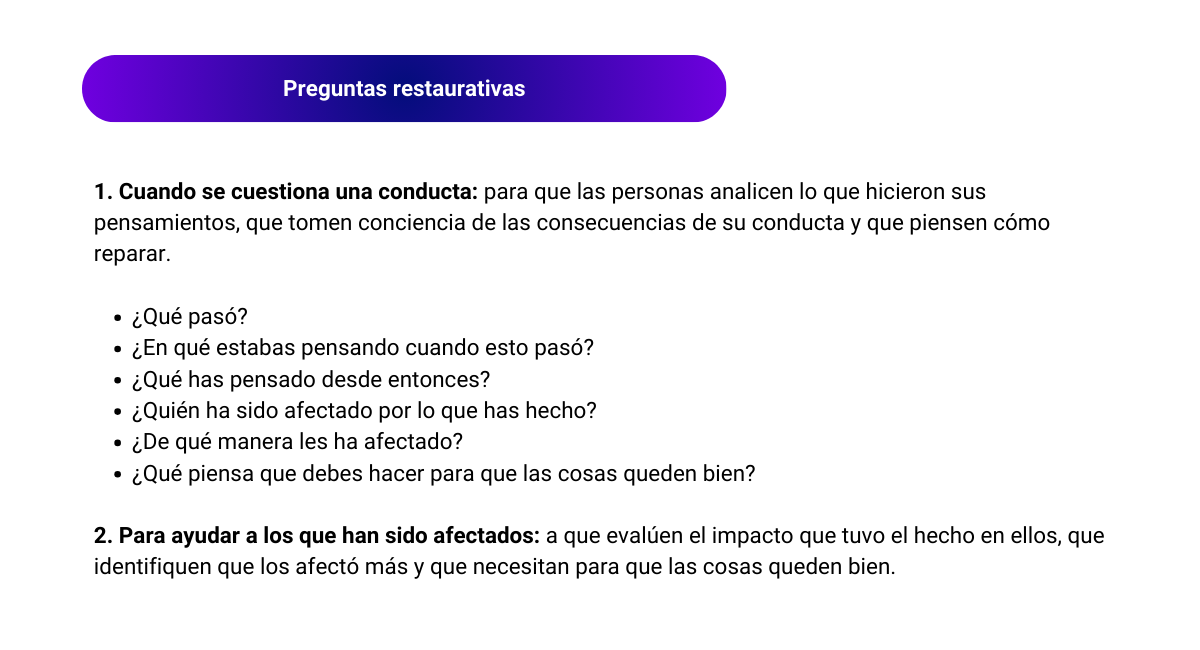 Preguntas restaurativas
1. Cuando se cuestiona una conducta: para que las personas analicen lo que hicieron sus
pensamientos, que tomen conciencia de las consecuencias de su conducta y que piensen cómo
reparar.
• ¿Qué pasó?
• ¿En qué estabas pensando cuando esto pasó?
• ¿Qué has pensado desde entonces?
• ¿Quién ha sido afectado por lo que has hecho?
• ¿De qué manera les ha afectado?
• ¿Qué piensa que debes hacer para que las cosas queden bien?
2. Para ayudar a los que han sido afectados: a que evalúen el impacto que tuvo el hecho en ellos, que
identifiquen que los afectó más y que necesitan para que las cosas queden bien.